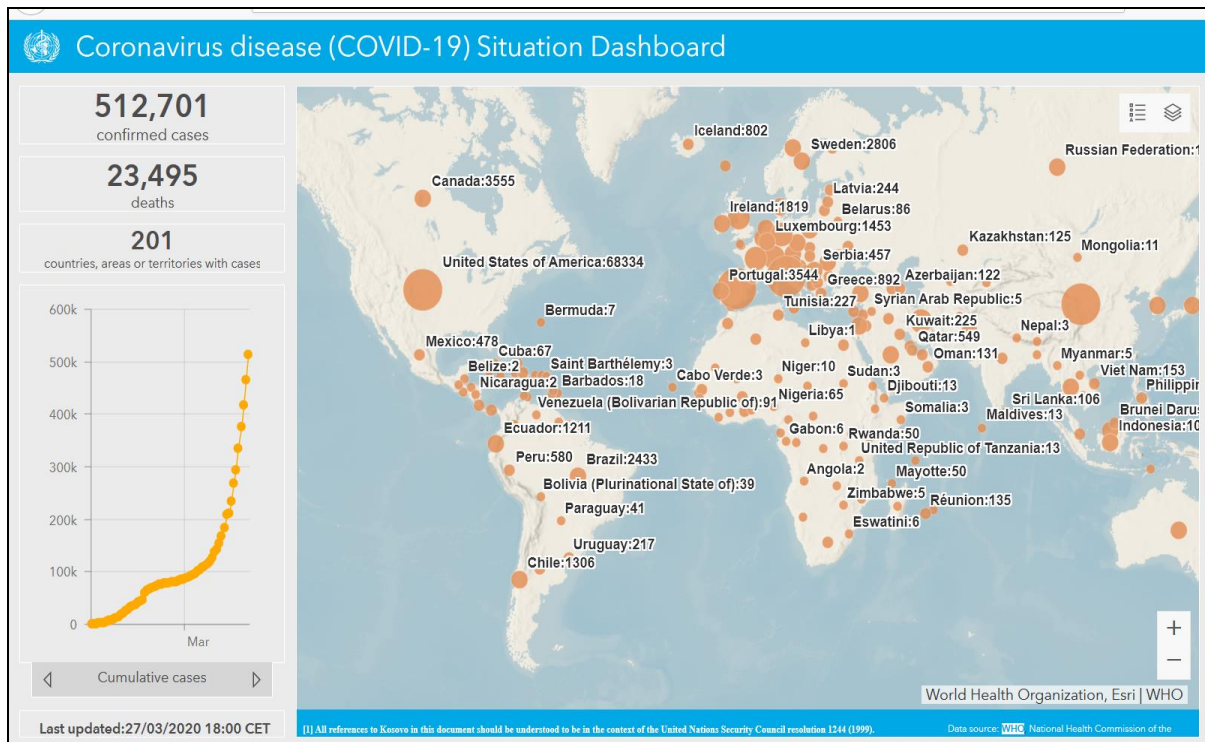 Coronavirus disease (COVID-19) Situation Dashboard
512,701
confirmed cases
23,495
deaths
201
countries, areas or territories with cases
600k
500k
400k
300k
200k
100k
0
Mar
Cumulative cases
Last updated:27/03/2020 18:00 CET
Iceland:802
Sweden:2806
Russian Federation:1
Canada:3555
Latvia:244
Ireland:1819
Belarus:86
Luxembourg:1453
Kazakhstan:125
Mongolia:11
United States of America:68334
Serbia:457
Portugal:3544
Greece:892
Azerbaijan:122
Tunisia:227
Syrian Arab Republic:5
Bermuda:7
Libya:1
Kuwait:225
Nepal:3
Qatar:549
Mexico:478
Cuba:67
Oman:131
Myanmar:5
Belize:2
Saint Barthélemy:3
Cabo Verde:3
Niger:10
Sudan:3
Viet Nam:153
Nicaragua:2
Barbados:18
Nigeria:65
Djibouti:13
Philippin
Venezuela (Bolivarian Republic of):91
Somalia:3
Sri Lanka:106
Maldives:13
Brunei Darus
Ecuador:1211
Gabon:6
Rwanda:50
Indonesia:10
United Republic of Tanzania:13
Peru:580
Brazil:2433
Angola:2
Mayotte:50
Bolivia (Plurinational State of):39
Zimbabwe:5
Réunion:135
Paraguay:41
Eswatini:6
Uruguay:217
Chile:1306
+
−
World Health Organization, Esri | WHO
[1] All references to Kosovo in this document should be understood to be in the context of the United Nations Security Council resolution 1244 (1999).
Data source: WHO National Health Commission of the